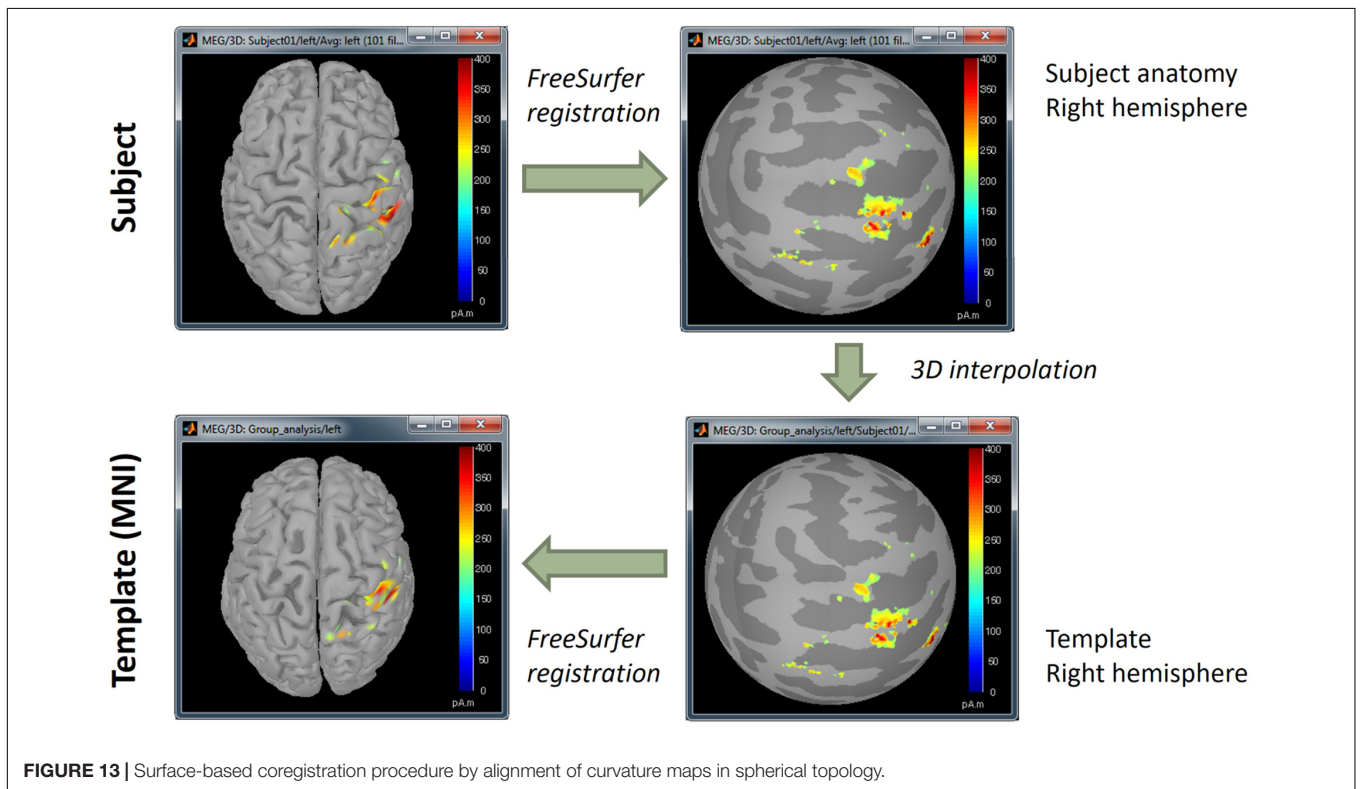 MEG/3D: Subject01/left/Avg: left (101 fil...
400
350
300
250
200
150
100
50
0
pA.m
Subject
FreeSurfer
registration
MEG/3D: Subject01/left/Avg: left (101 fil...
400
350
300
250
200
150
100
50
0
pA.m
Subject anatomy
Right hemisphere
3D interpolation
MEG/3D: Group_analysis/left
400
350
300
250
200
150
100
50
0
pA.m
Template (MNI)
FreeSurfer
registration
MEG/3D: Group_analysis/left/Subject01/...
400
350
300
250
200
150
100
50
0
pA.m
Template
Right hemisphere
FIGURE 13 | Surface-based coregistration procedure by alignment of curvature maps in spherical topology.